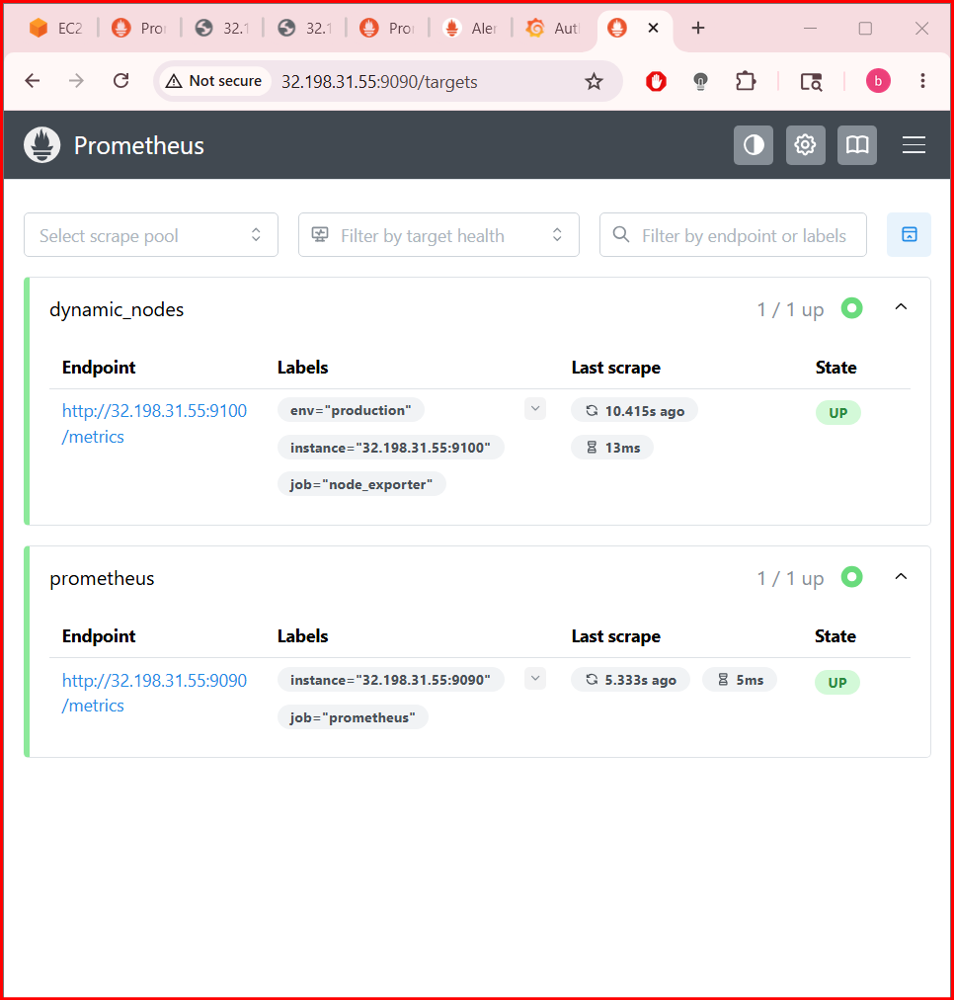 EC2
Pro
32.1
32.1
Pro
Aler
Aut
Not secure
32.198.31.55:9090/targets
b
Prometheus
Select scrape pool
Filter by target health
Filter by endpoint or labels
dynamic_nodes
1 / 1 up
Endpoint Labels Last scrape State
http://32.198.31.55:9100 env="production" 10.415s ago UP
/metrics instance="32.198.31.55:9100" 13ms
job="node_exporter"
prometheus
1 / 1 up
Endpoint Labels Last scrape State
http://32.198.31.55:9090 instance="32.198.31.55:9090" 5.333s ago 5ms UP
/metrics job="prometheus"